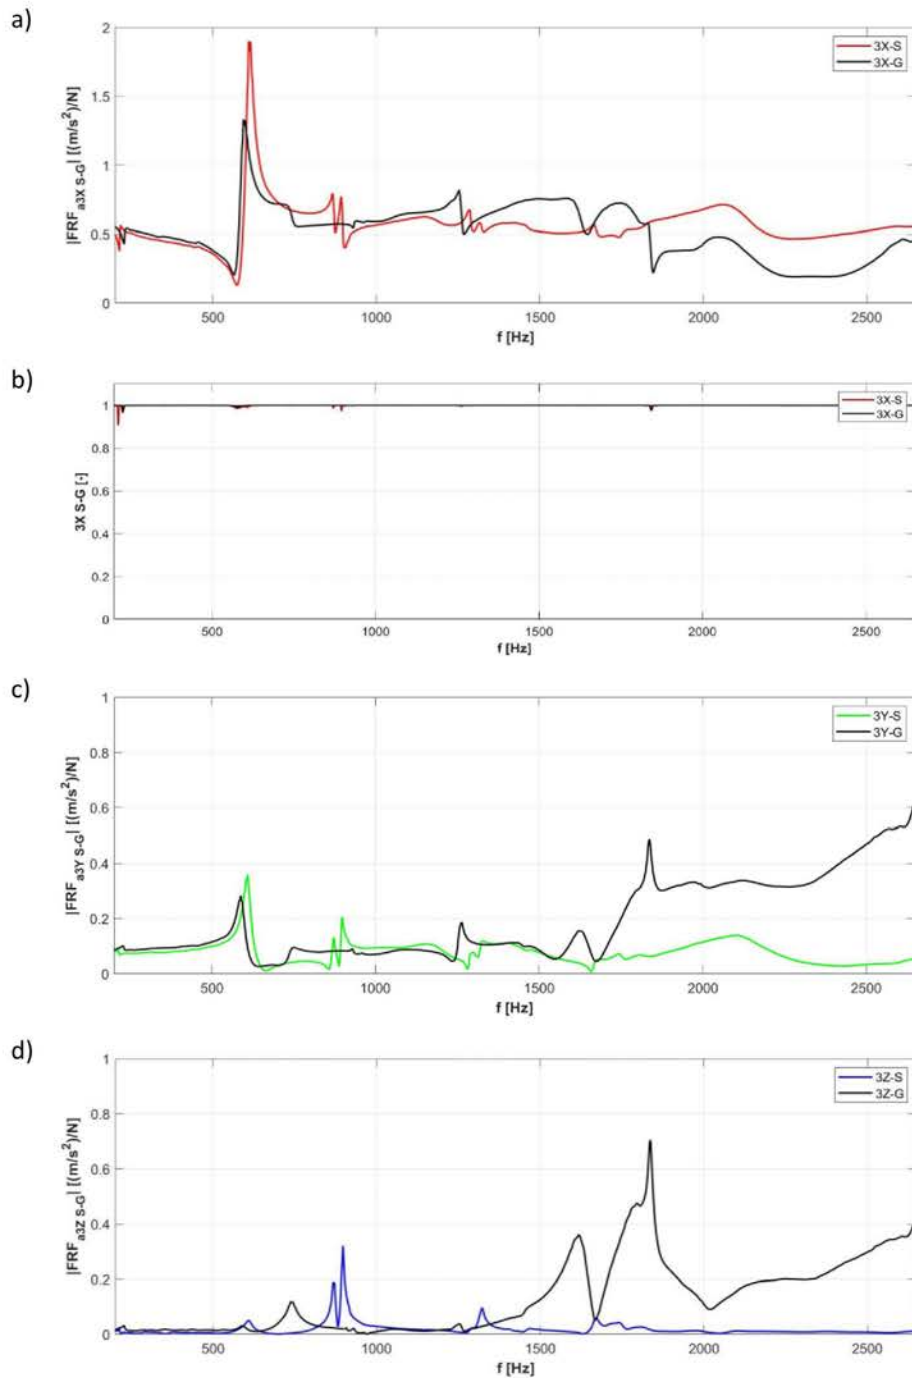 a)
2
1.5
1
0.5
0
|FRF a3X S-G| [(m/s²)/N]
3X-S
3X-G
500 1000 1500 2000 2500
f [Hz]
b)
1
0.8
0.6
0.4
0.2
0
3X S-G [-]
3X-S
3X-G
500 1000 1500 2000 2500
f [Hz]
c)
1
0.8
0.6
0.4
0.2
0
|FRF a3Y S-G| [(m/s²)/N]
3Y-S
3Y-G
500 1000 1500 2000 2500
f [Hz]
d)
1
0.8
0.6
0.4
0.2
0
|FRF a3Z S-G| [(m/s²)/N]
3Z-S
3Z-G
500 1000 1500 2000 2500
f [Hz]